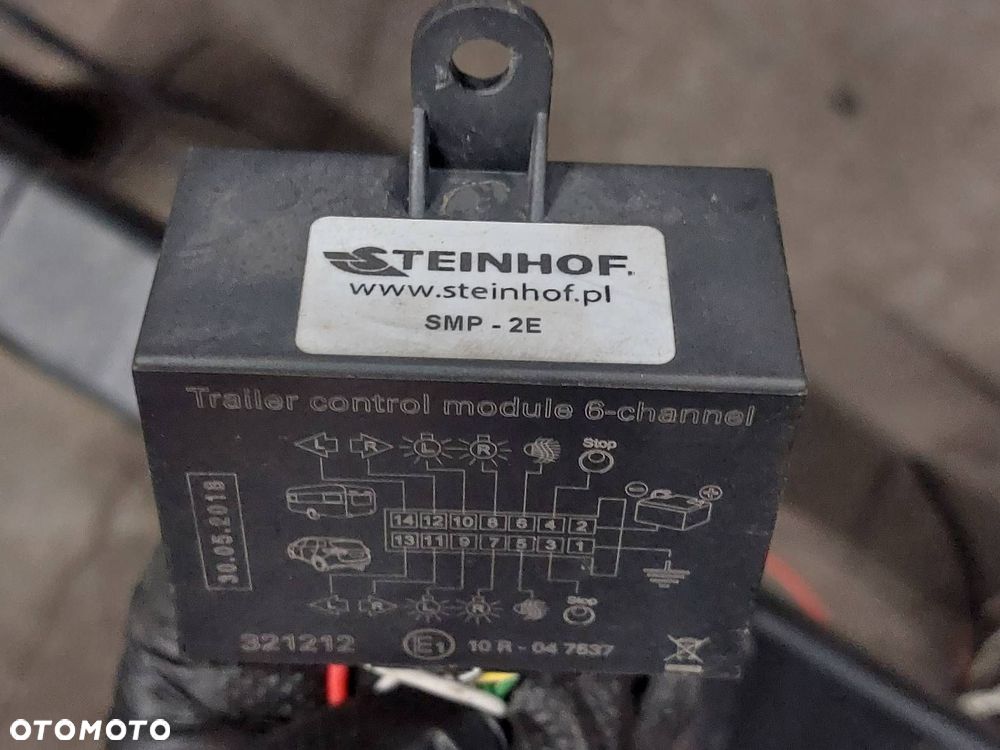 STEINHOF
www.steinhof.pl
SMP - 2E
Trailer control module 6-channel
L R L R Stop
30.05.2018
14 12 10 8 6 4 2
13 11 9 7 5 3 1
L R L R Stop
321212 E1 10 R - 04 7537
OTOMOTO